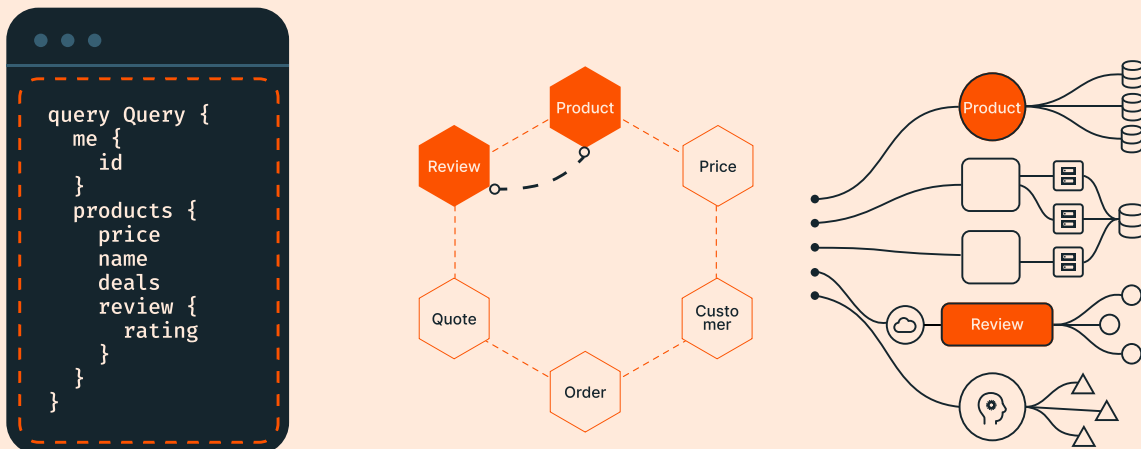 query Query {
  me {
    id
  }
  products {
    price
    name
    deals
    review {
      rating
    }
  }
}
Product
Review
Price
Quote
Custo
mer
Order
Product
Review